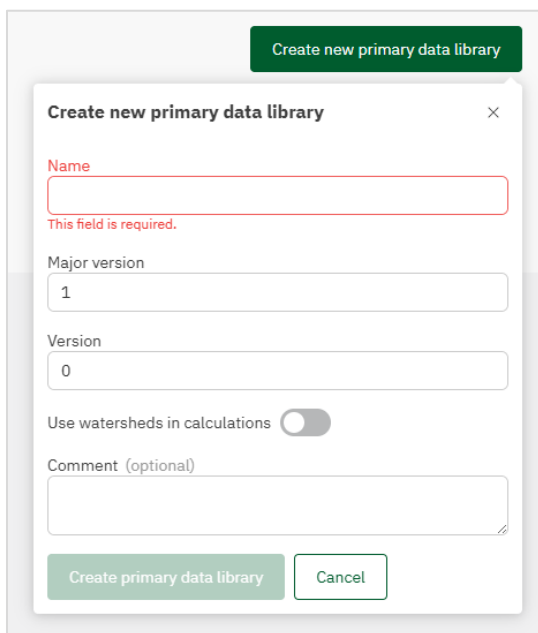 Create new primary data library
Create new primary data library
Name
This field is required.
Major version
1
Version
0
Use watersheds in calculations
Comment (optional)
Create primary data library Cancel